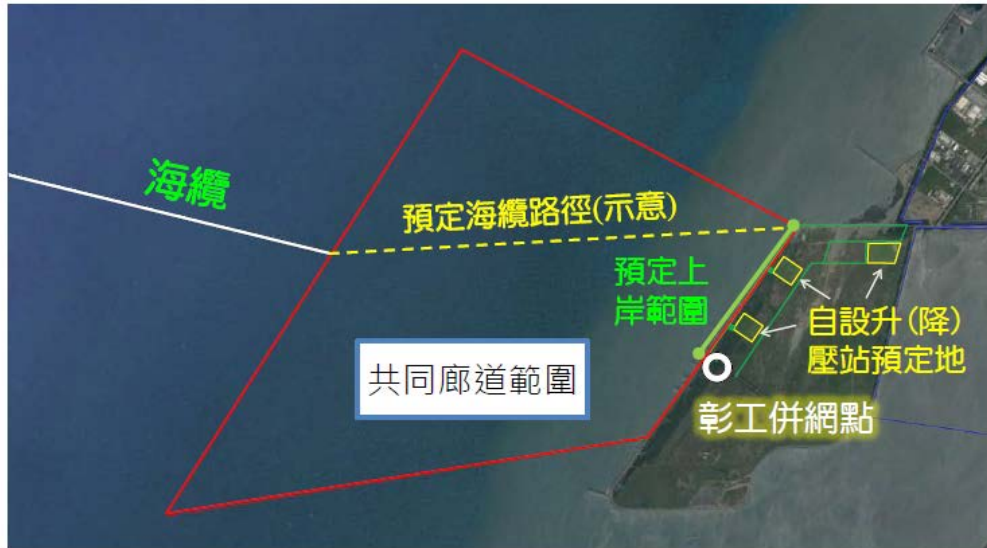 海纜
預定海纜路徑(示意)
預定上
岸範圍
自設升(降)
壓站預定地
共同廊道範圍
彰工併網點